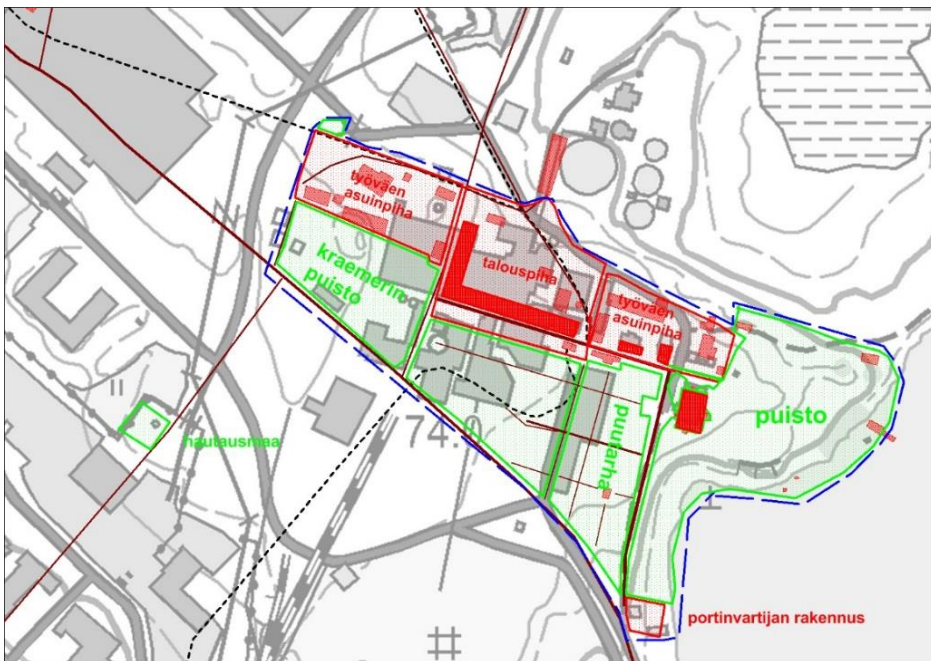 työväen
asuinpiha
kraemerin
puisto
talouspiha
työväen
asuinpiha
puisto
puutarha
hautausmaa
74.0
portinvartijan rakennus